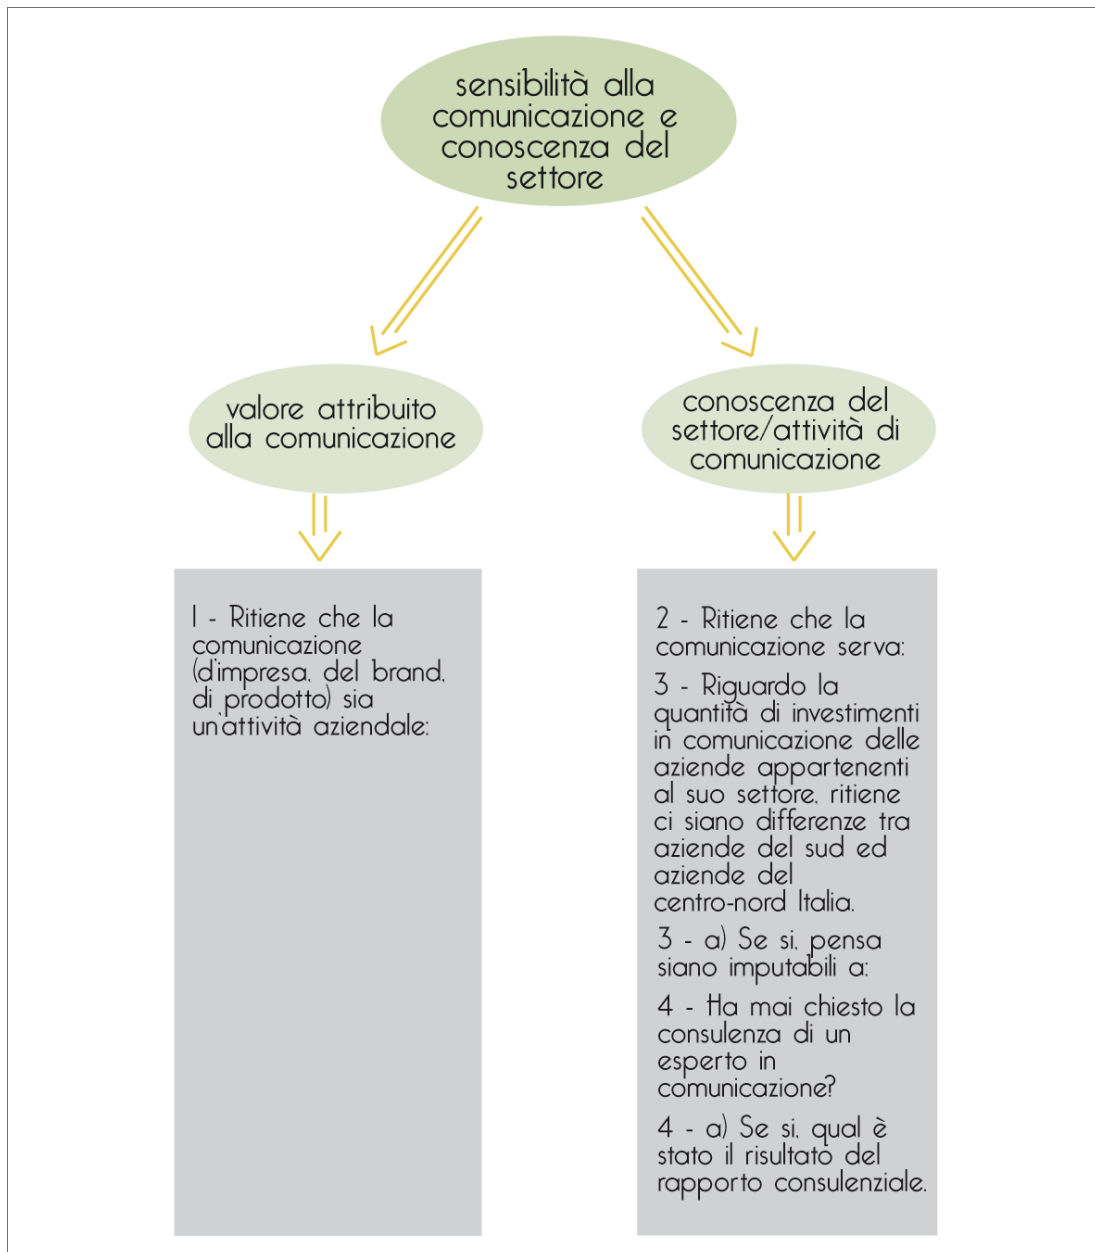 sensibilità alla
comunicazione e
conoscenza del
settore
valore attribuito
alla comunicazione
conoscenza del
settore/attività di
comunicazione
1 - Ritiene che la
comunicazione
(d'impresa, del brand,
di prodotto) sia
un'attività aziendale:
2 - Ritiene che la
comunicazione serva:
3 - Riguardo la
quantità di investimenti
in comunicazione delle
aziende appartenenti
al suo settore, ritiene
ci siano differenze tra
aziende del sud ed
aziende del
centro-nord Italia.
3 - a) Se si, pensa
siano imputabili a:
4 - Ha mai chiesto la
consulenza di un
esperto in
comunicazione?
4 - a) Se si, qual è
stato il risultato del
rapporto consulenziale.